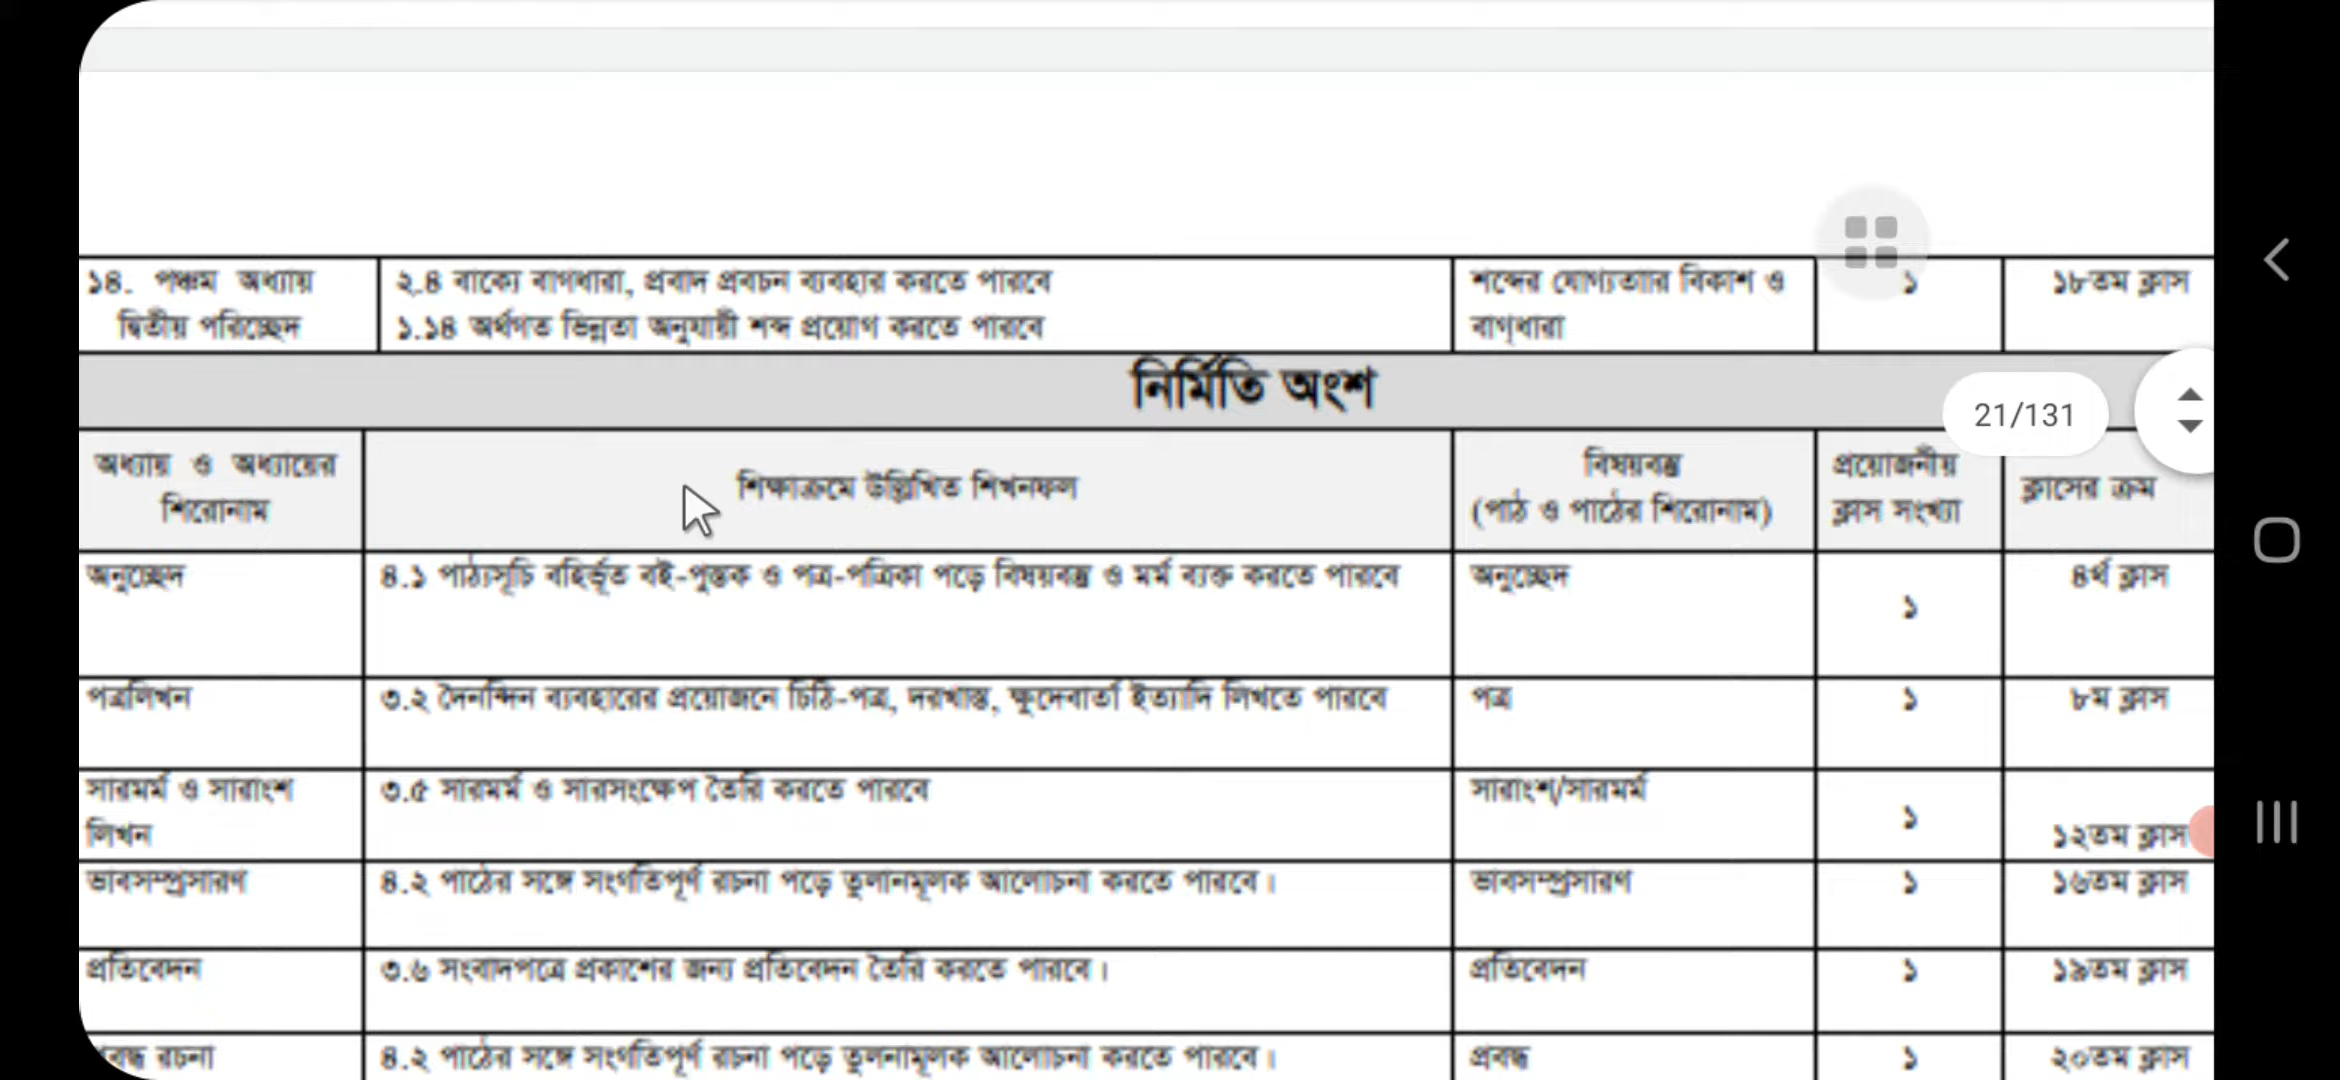 ১৪. পঞ্চম অধ্যায়
দ্বিতীয় পরিচ্ছেদ
২.৪ বাক্যে বাগধারা, প্রবাদ প্রবচন ব্যবহার করতে পারবে
১.১৪ অর্থগত ভিন্নতা অনুযায়ী শব্দ প্রয়োগ করতে পারবে
শব্দের যোগ্যতাার বিকাশ ও
বাগ্‌ধারা
১
১৮তম ক্লাস
নির্মিতি অংশ
21/131
অধ্যায় ও অধ্যায়ের
শিরোনাম
শিক্ষাক্রমে উল্লিখিত শিখনফল
বিষয়বস্তু
(পাঠ ও পাঠের শিরোনাম)
প্রয়োজনীয়
ক্লাস সংখ্যা
ক্লাসের ক্রম
অনুচ্ছেদ
৪.১ পাঠ্যসূচি বহির্ভূত বই-পুস্তক ও পত্র-পত্রিকা পড়ে বিষয়বস্তু ও মর্ম ব্যক্ত করতে পারবে
অনুচ্ছেদ
১
৪র্থ ক্লাস
পত্রলিখন
৩.২ দৈনন্দিন ব্যবহারের প্রয়োজনে চিঠি-পত্র, দরখাস্ত, ক্ষুদেবার্তা ইত্যাদি লিখতে পারবে
পত্র
১
৮ম ক্লাস
সারমর্ম ও সারাংশ
লিখন
৩.৫ সারমর্ম ও সারসংক্ষেপ তৈরি করতে পারবে
সারাংশ/সারমর্ম
১
১২তম ক্লাস
ভাবসম্প্রসারণ
৪.২ পাঠের সঙ্গে সংগতিপূর্ণ রচনা পড়ে তুলানমূলক আলোচনা করতে পারবে।
ভাবসম্প্রসারণ
১
১৬তম ক্লাস
প্রতিবেদন
৩.৬ সংবাদপত্রে প্রকাশের জন্য প্রতিবেদন তৈরি করতে পারবে।
প্রতিবেদন
১
১৯তম ক্লাস
রচনা
৪.২ পাঠের সঙ্গে সংগতিপূর্ণ রচনা পড়ে তুলনামূলক আলোচনা করতে পারবে।
প্রবন্ধ
১
২০তম ক্লাস